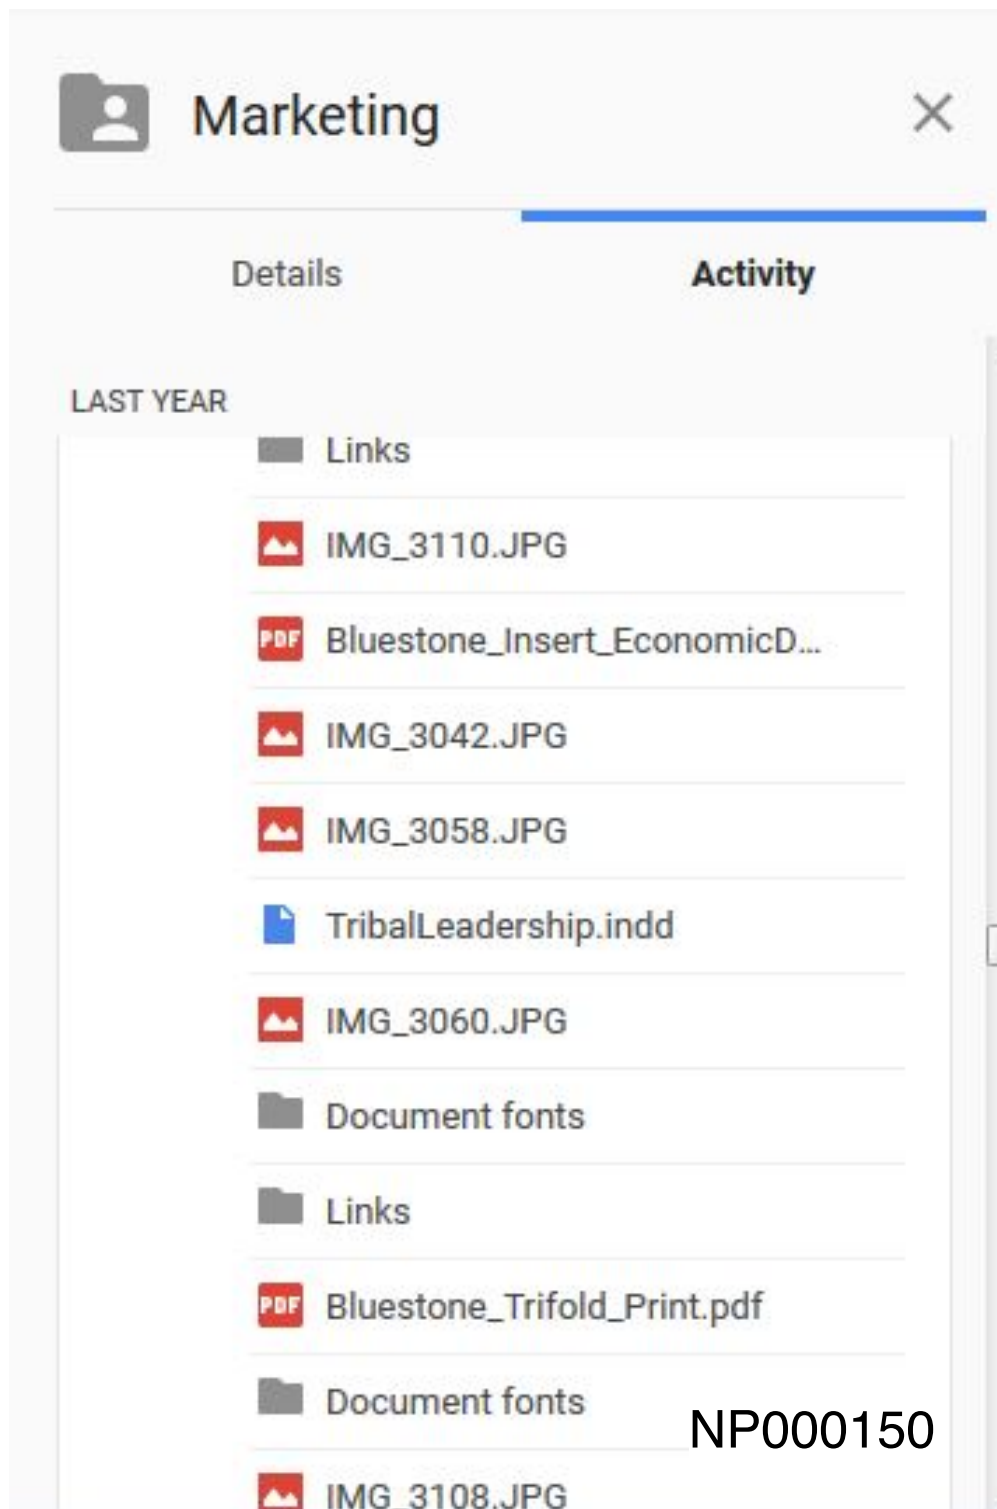 Marketing
Details Activity
LAST YEAR
Links
IMG_3110.JPG
PDF Bluestone_Insert_EconomicD...
IMG_3042.JPG
IMG_3058.JPG
TribalLeadership.indd
IMG_3060.JPG
Document fonts
Links
PDF Bluestone_Trifold_Print.pdf
Document fonts
NP000150
IMG_3108.JPG